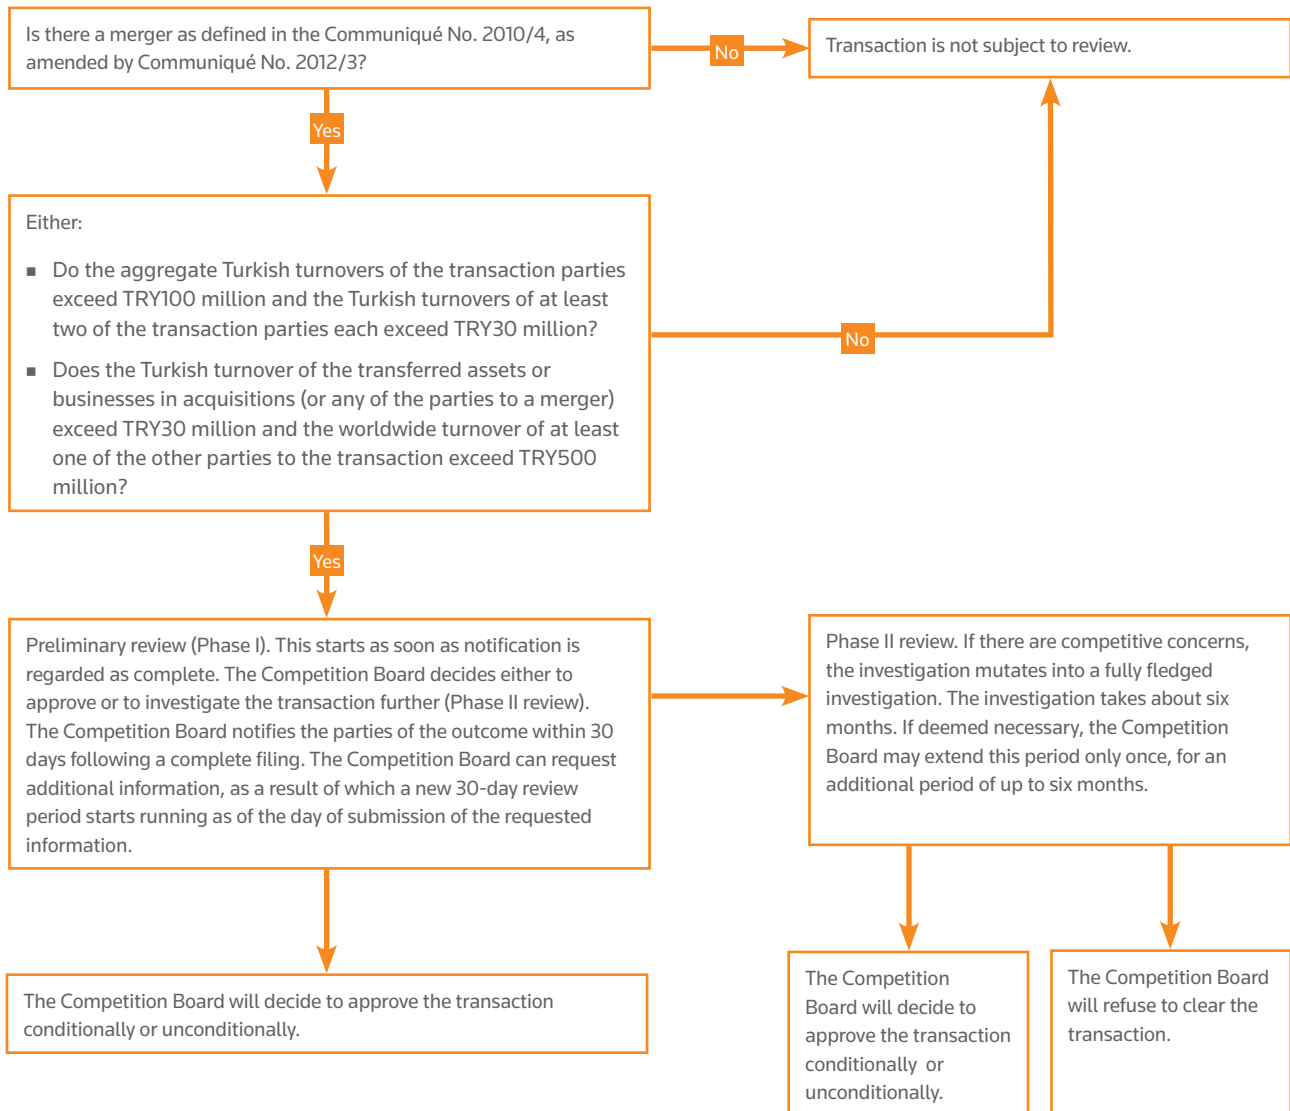 Is there a merger as defined in the Communiqué No. 2010/4, as
amended by Communiqué No. 2012/3?
No
Transaction is not subject to review.
Yes
Either:
■ Do the aggregate Turkish turnovers of the transaction parties
exceed TRY100 million and the Turkish turnovers of at least
two of the transaction parties each exceed TRY30 million?
■ Does the Turkish turnover of the transferred assets or
businesses in acquisitions (or any of the parties to a merger)
exceed TRY30 million and the worldwide turnover of at least
one of the other parties to the transaction exceed TRY500
million?
No
Yes
Preliminary review (Phase I). This starts as soon as notification is
regarded as complete. The Competition Board decides either to
approve or to investigate the transaction further (Phase II review).
The Competition Board notifies the parties of the outcome within 30
days following a complete filing. The Competition Board can request
additional information, as a result of which a new 30-day review
period starts running as of the day of submission of the requested
information.
Phase II review. If there are competitive concerns,
the investigation mutates into a fully fledged
investigation. The investigation takes about six
months. If deemed necessary, the Competition
Board may extend this period only once, for an
additional period of up to six months.
The Competition Board will decide to approve the transaction
conditionally or unconditionally.
The Competition
Board will decide to
approve the transaction
conditionally or
unconditionally.
The Competition Board
will refuse to clear the
transaction.